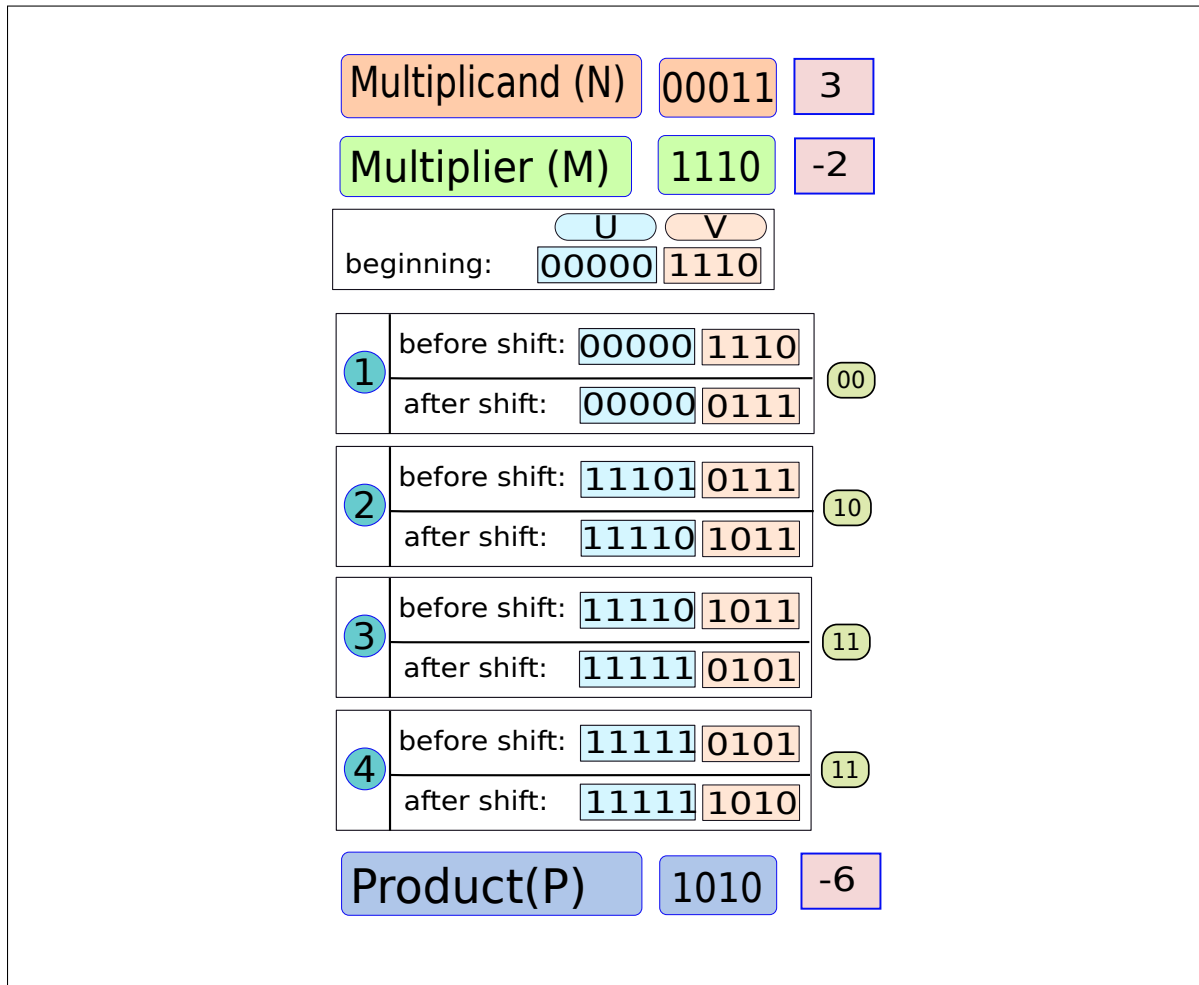 Multiplicand (N) 00011 3
Multiplier (M) 1110 -2
U V
beginning: 00000 1110
1
before shift: 00000 1110
after shift: 00000 0111
00
2
before shift: 11101 0111
after shift: 11110 1011
10
3
before shift: 11110 1011
after shift: 11111 0101
11
4
before shift: 11111 0101
after shift: 11111 1010
11
Product(P) 1010 -6